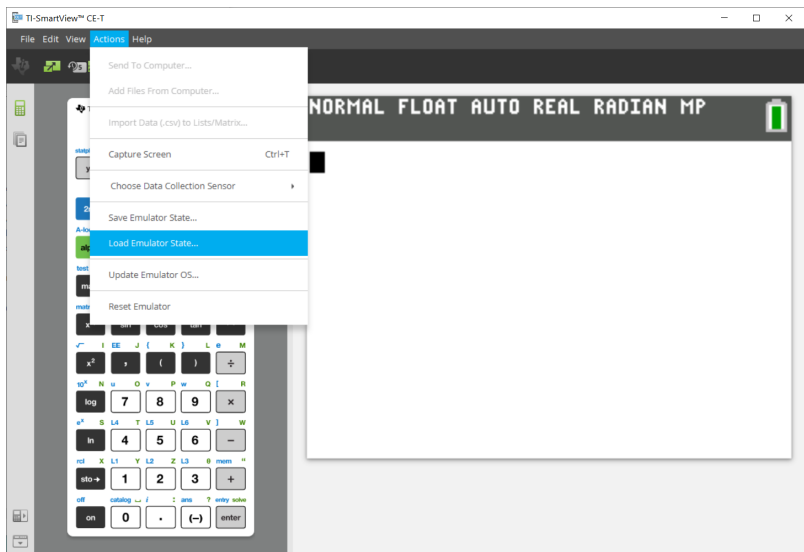 TI-SmartView™ CE-T
File Edit View Actions Help
Send To Computer...
Add Files From Computer...
Import Data (.csv) to Lists/Matrix...
Capture Screen Ctrl+T
Choose Data Collection Sensor
Save Emulator State...
Load Emulator State...
Update Emulator OS...
Reset Emulator
NORMAL FLOAT AUTO REAL RADIAN MP
√ I EE J { K } L e M
x² , ( ) ÷
10ˣ N u O v P w Q [ R
log 7 8 9 ×
eˣ S L4 T L5 U L6 V ] W
ln 4 5 6 −
rcl X L1 Y L2 Z L3 θ mem "
sto→ 1 2 3 +
off catalog i : ans ? entry solve
on 0 . (−) enter